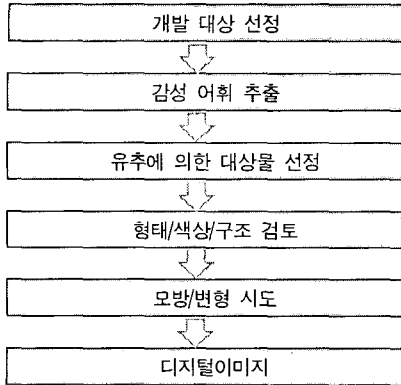 개발 대상 선정
감성 어휘 추출
유추에 의한 대상물 선정
형태/색상/구조 검토
모방/변형 시도
디지털이미지